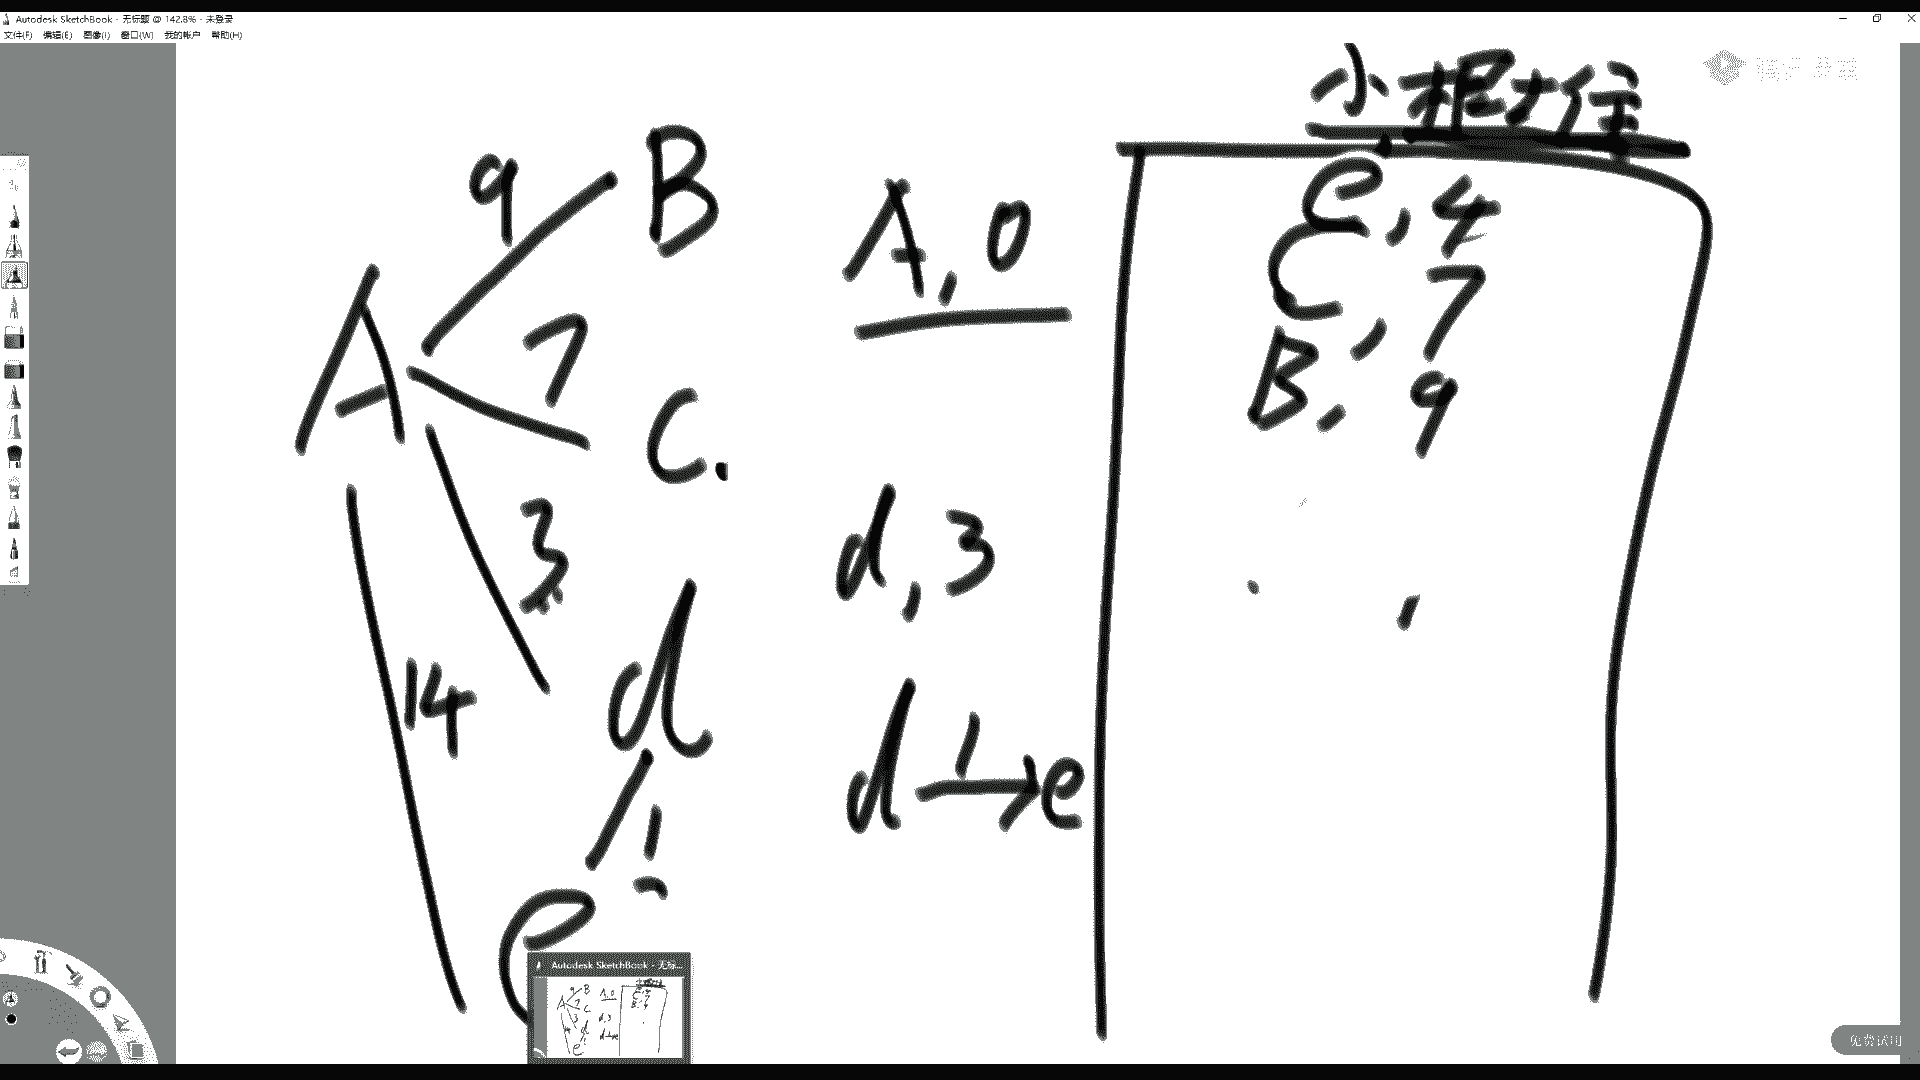 Autodesk SketchBook - 无标题 @ 142.8% - 未登录
文件(F) 编辑(E) 图像(I) 窗口(W) 我的帐户 帮助(H)
小根堆
9 B
A
7 C.
3 d
14
1
e
A, 0
d, 3
d 1 → e
e, 4
C, 7
B, 9
Autodesk SketchBook - 无标...
免费试用